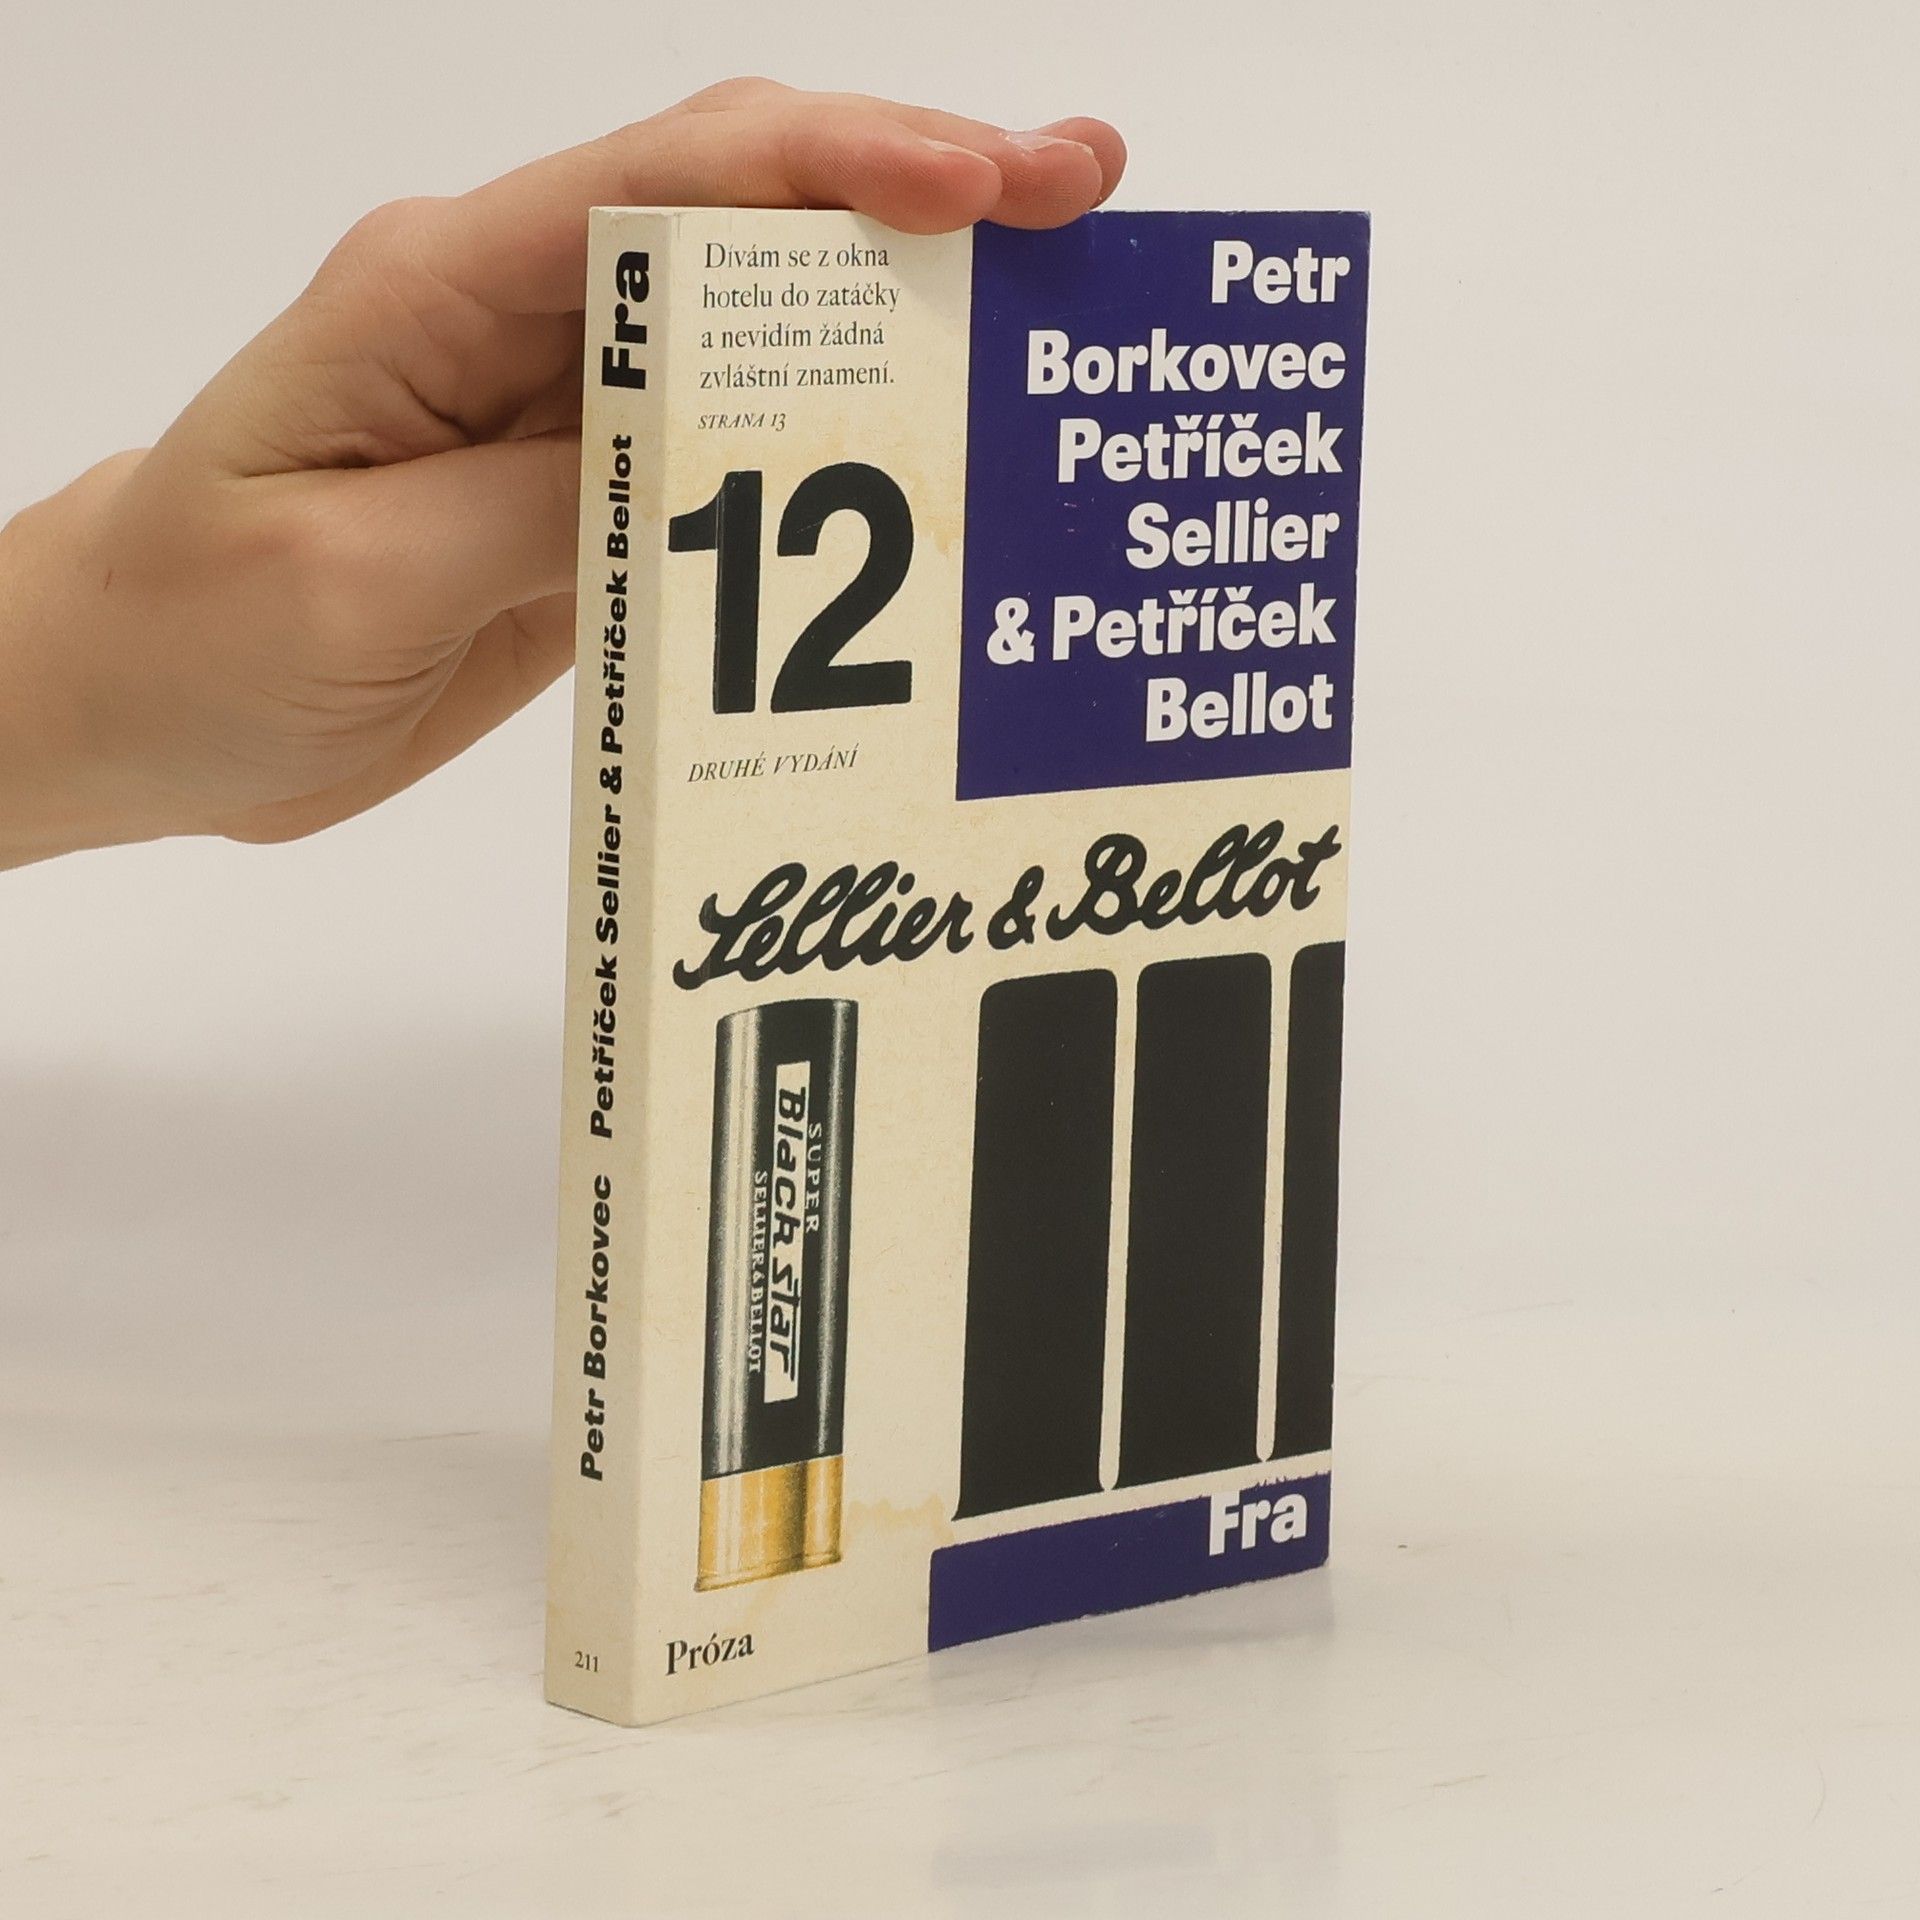 Fra
Petr Borkovec Petříček Sellier & Petříček Bellot
211
Dívám se z okna
hotelu do zatáčky
a nevidím žádná
zvláštní znamení.
STRANA 13
12
DRUHÉ VYDÁNÍ
Petr
Borkovec
Petříček
Sellier
& Petříček
Bellot
Sellier & Bellot
SUPER
Black Star
SELLIER & BELLOT
Fra
Próza